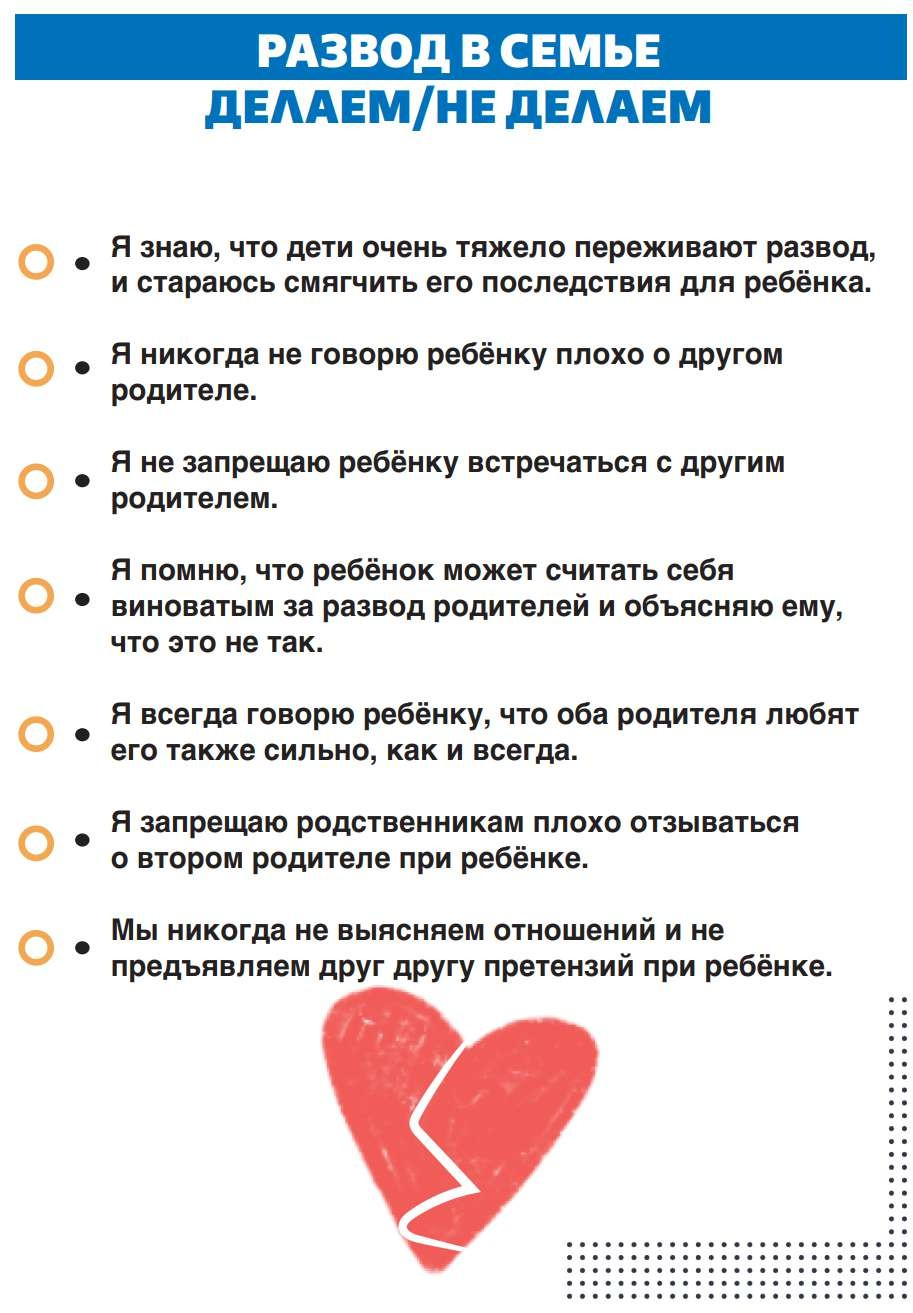 РАЗВОД В СЕМЬЕ
ДЕЛАЕМ/НЕ ДЕЛАЕМ
• Я знаю, что дети очень тяжело переживают развод,
и стараюсь смягчить его последствия для ребёнка.
• Я никогда не говорю ребёнку плохо о другом
родителе.
• Я не запрещаю ребёнку встречаться с другим
родителем.
• Я помню, что ребёнок может считать себя
виноватым за развод родителей и объясняю ему,
что это не так.
• Я всегда говорю ребёнку, что оба родителя любят
его также сильно, как и всегда.
• Я запрещаю родственникам плохо отзываться
о втором родителе при ребёнке.
• Мы никогда не выясняем отношений и не
предъявляем друг другу претензий при ребёнке.